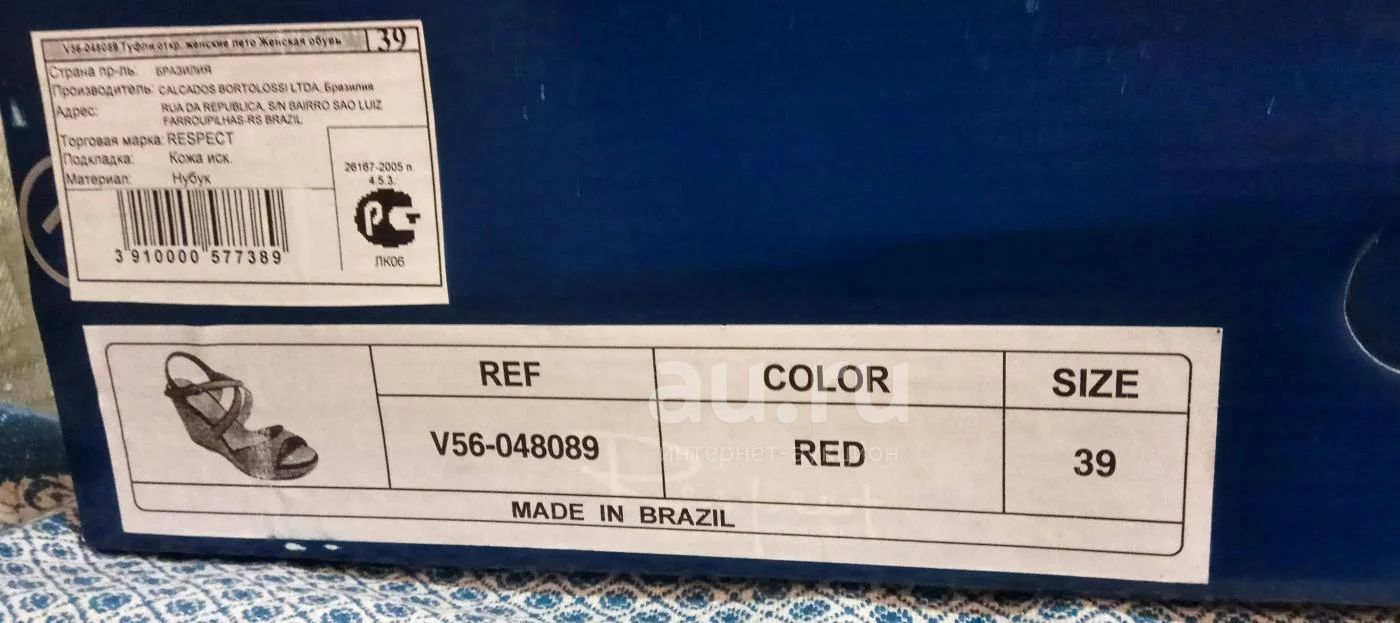 V56-048089 Туфли откр. женские лето Женская обувь
39
Страна пр-ль: БРАЗИЛИЯ
Производитель: CALCADOS BORTOLOSSI LTDA, Бразилия
Адрес: RUA DA REPUBLICA, S/N BAIRRO SAO LUIZ
FARROUPILHAS-RS BRAZIL
Торговая марка: RESPECT
Подкладка: Кожа иск.
Материал: Нубук
26167-2005 п.
4.5.3.
РСТ
ЛК06
3 910000 577389
REF
COLOR
SIZE
V56-048089
RED
39
MADE IN BRAZIL
au.ru
интернет-аукцион